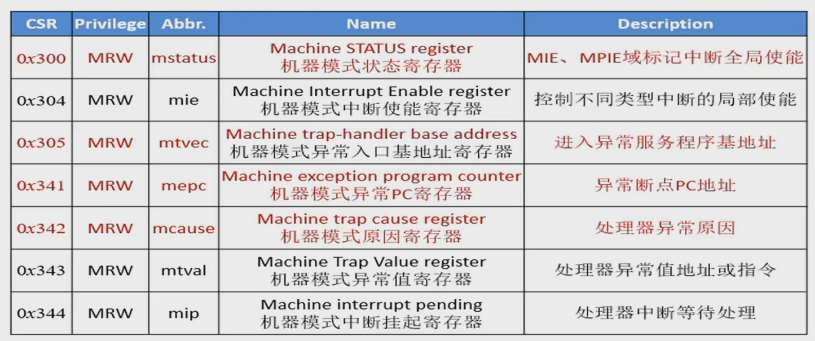 CSR Privilege Abbr. Name Description
0x300 MRW mstatus Machine STATUS register MIE、MPIE域标记中断全局使能
机器模式状态寄存器
0x304 MRW mie Machine Interrupt Enable register 控制不同类型中断的局部使能
机器模式中断使能寄存器
0x305 MRW mtvec Machine trap-handler base address 进入异常服务程序基地址
机器模式异常入口基地址寄存器
0x341 MRW mepc Machine exception program counter 异常断点PC地址
机器模式异常PC寄存器
0x342 MRW mcause Machine trap cause register 处理器异常原因
机器模式原因寄存器
0x343 MRW mtval Machine Trap Value register 处理器异常值地址或指令
机器模式异常值寄存器
0x344 MRW mip Machine interrupt pending 处理器中断等待处理
机器模式中断挂起寄存器